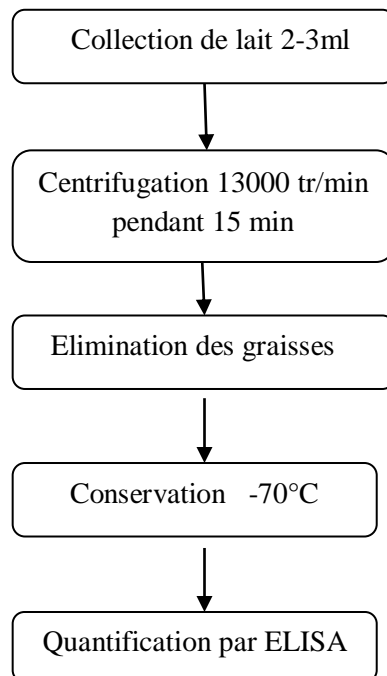 Collection de lait 2-3ml
Centrifugation 13000 tr/min
pendant 15 min
Elimination des graisses
Conservation -70°C
Quantification par ELISA